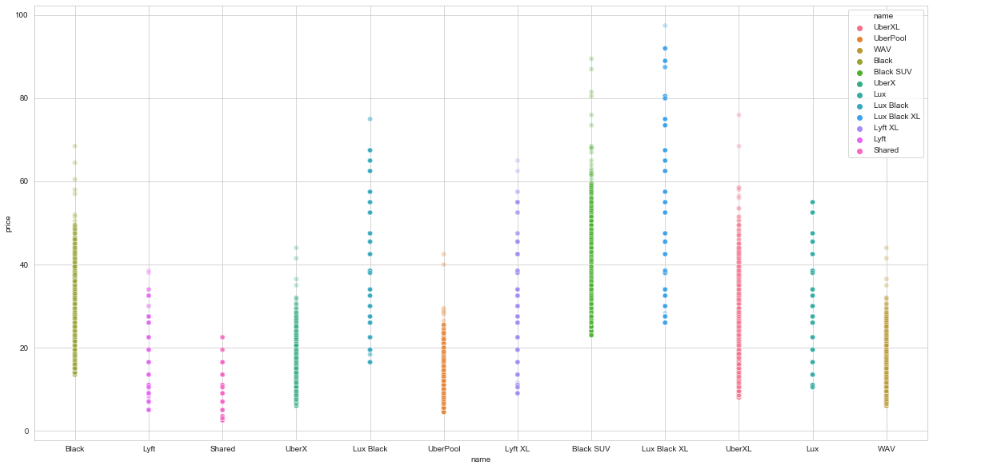 100
80
60
40
20
0
price
Black Lyft Shared UberX Lux Black UberPool Lyft XL Black SUV Lux Black XL UberXL Lux WAV
name
name
UberXL
UberPool
WAV
Black
Black SUV
UberX
Lux
Lux Black
Lux Black XL
Lyft XL
Lyft
Shared